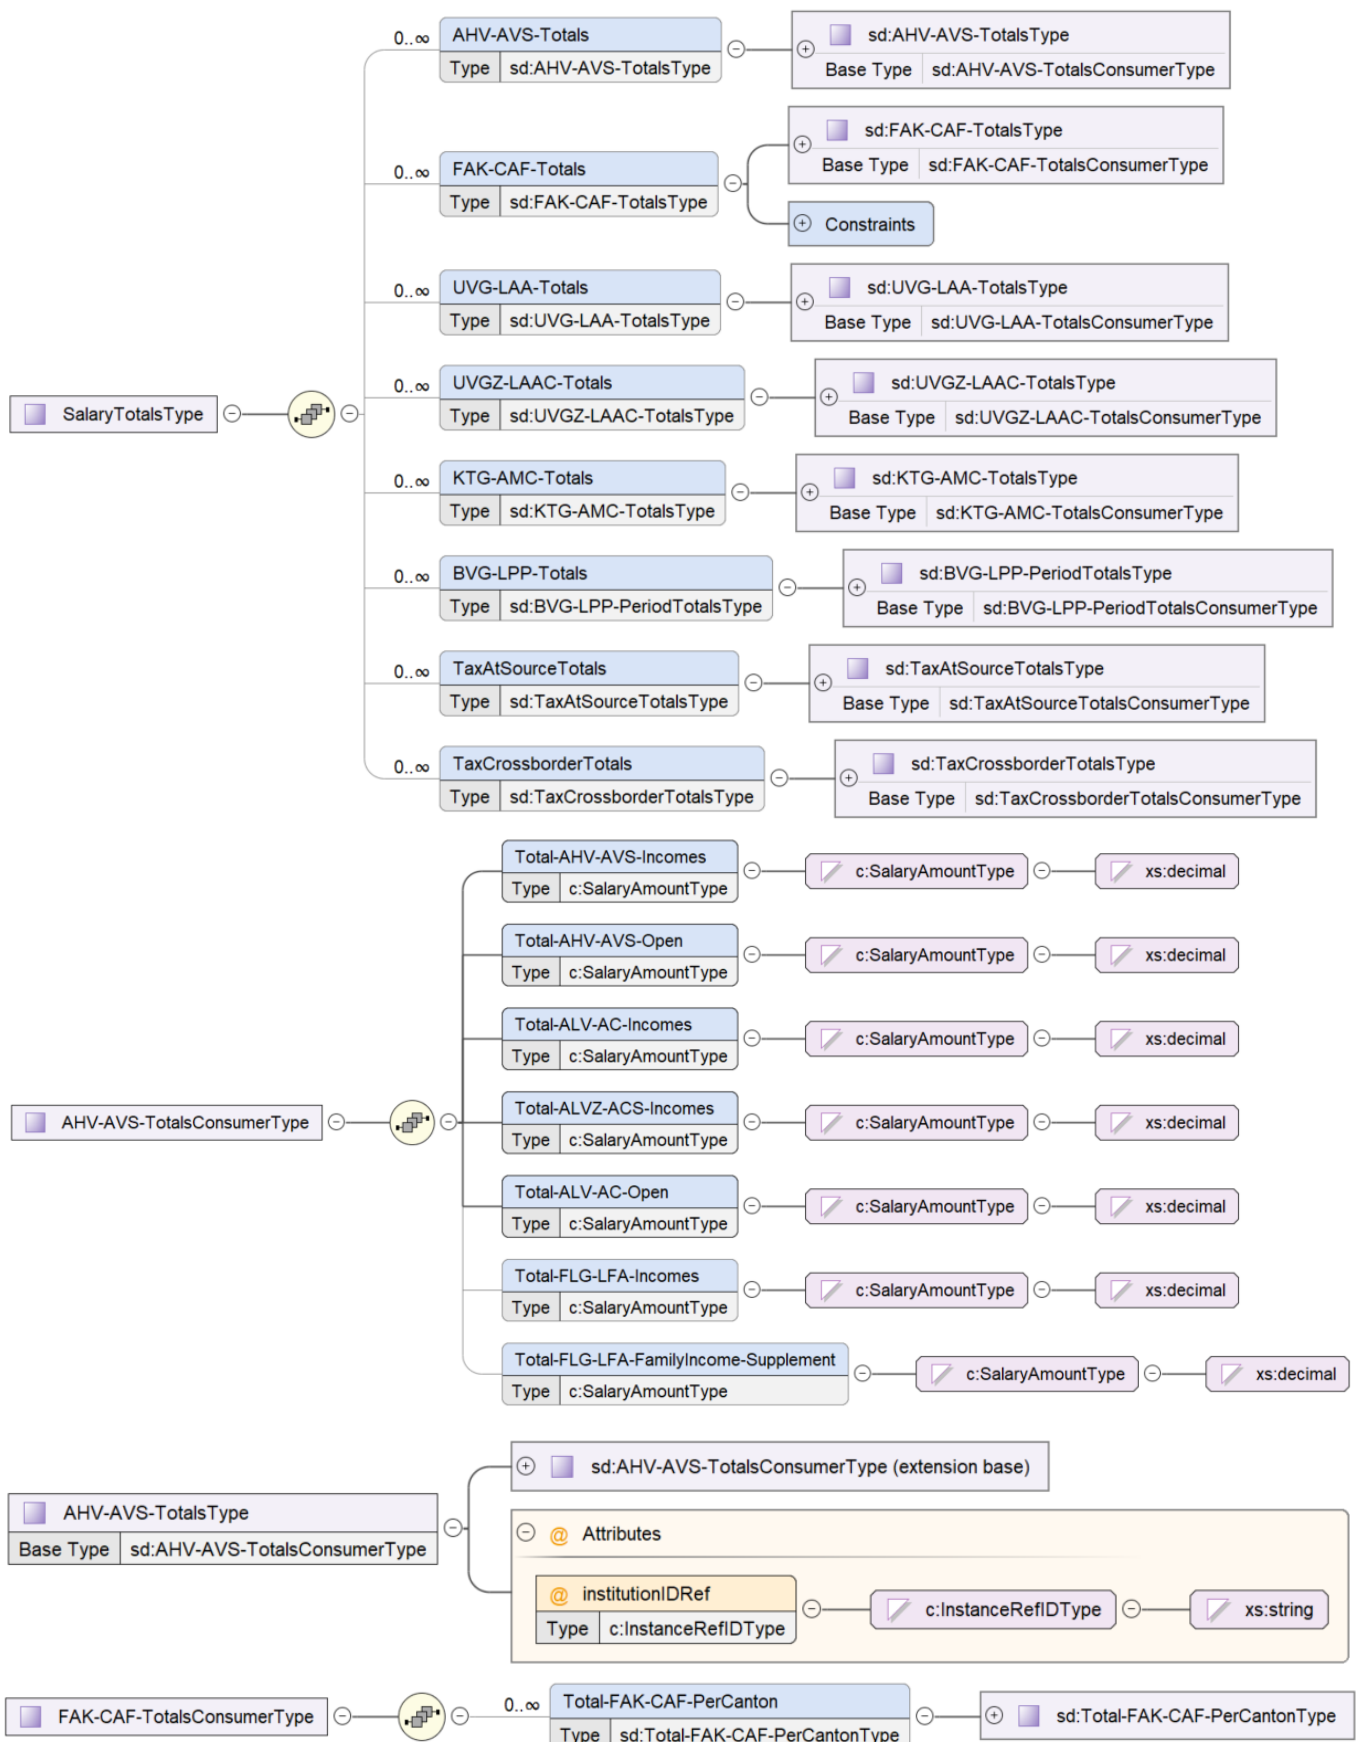 0..∞
AHV-AVS-Totals
Type sd:AHV-AVS-TotalsType
sd:AHV-AVS-TotalsType
Base Type sd:AHV-AVS-TotalsConsumerType
0..∞
FAK-CAF-Totals
Type sd:FAK-CAF-TotalsType
sd:FAK-CAF-TotalsType
Base Type sd:FAK-CAF-TotalsConsumerType
Constraints
0..∞
UVG-LAA-Totals
Type sd:UVG-LAA-TotalsType
sd:UVG-LAA-TotalsType
Base Type sd:UVG-LAA-TotalsConsumerType
SalaryTotalsType
0..∞
UVGZ-LAAC-Totals
Type sd:UVGZ-LAAC-TotalsType
sd:UVGZ-LAAC-TotalsType
Base Type sd:UVGZ-LAAC-TotalsConsumerType
0..∞
KTG-AMC-Totals
Type sd:KTG-AMC-TotalsType
sd:KTG-AMC-TotalsType
Base Type sd:KTG-AMC-TotalsConsumerType
0..∞
BVG-LPP-Totals
Type sd:BVG-LPP-PeriodTotalsType
sd:BVG-LPP-PeriodTotalsType
Base Type sd:BVG-LPP-PeriodTotalsConsumerType
0..∞
TaxAtSourceTotals
Type sd:TaxAtSourceTotalsType
sd:TaxAtSourceTotalsType
Base Type sd:TaxAtSourceTotalsConsumerType
0..∞
TaxCrossborderTotals
Type sd:TaxCrossborderTotalsType
sd:TaxCrossborderTotalsType
Base Type sd:TaxCrossborderTotalsConsumerType
Total-AHV-AVS-Incomes
Type c:SalaryAmountType
c:SalaryAmountType
xs:decimal
Total-AHV-AVS-Open
Type c:SalaryAmountType
c:SalaryAmountType
xs:decimal
Total-ALV-AC-Incomes
Type c:SalaryAmountType
c:SalaryAmountType
xs:decimal
AHV-AVS-TotalsConsumerType
Total-ALVZ-ACS-Incomes
Type c:SalaryAmountType
c:SalaryAmountType
xs:decimal
Total-ALV-AC-Open
Type c:SalaryAmountType
c:SalaryAmountType
xs:decimal
Total-FLG-LFA-Incomes
Type c:SalaryAmountType
c:SalaryAmountType
xs:decimal
Total-FLG-LFA-FamilyIncome-Supplement
Type c:SalaryAmountType
c:SalaryAmountType
xs:decimal
AHV-AVS-TotalsType
Base Type sd:AHV-AVS-TotalsConsumerType
sd:AHV-AVS-TotalsConsumerType (extension base)
@ Attributes
@ institutionIDRef
Type c:InstanceRefIDType
c:InstanceRefIDType
xs:string
FAK-CAF-TotalsConsumerType
0..∞
Total-FAK-CAF-PerCanton
Type sd:Total-FAK-CAF-PerCantonType
sd:Total-FAK-CAF-PerCantonType